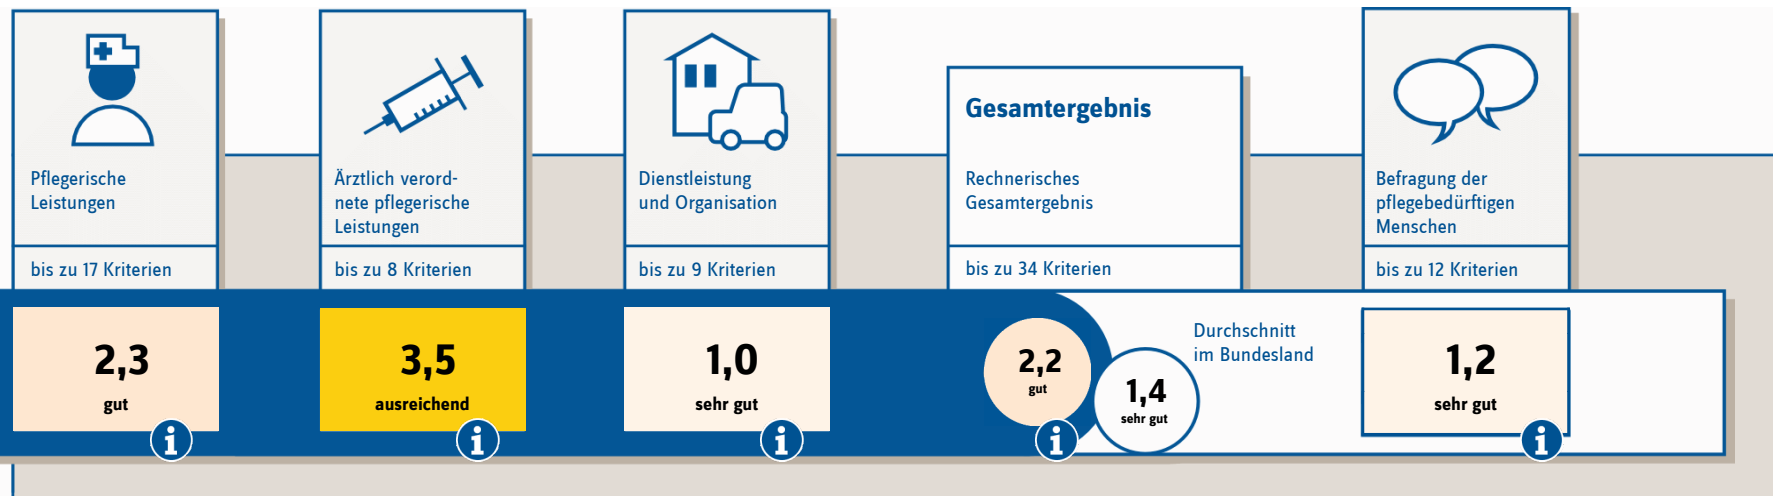 Pflegerische
Leistungen
bis zu 17 Kriterien
2,3
gut
i
Ärztlich verord-
nete pflegerische
Leistungen
bis zu 8 Kriterien
3,5
ausreichend
i
Dienstleistung
und Organisation
bis zu 9 Kriterien
1,0
sehr gut
i
Gesamtergebnis
Rechnerisches
Gesamtergebnis
bis zu 34 Kriterien
2,2
gut
i
1,4
sehr gut
Durchschnitt
im Bundesland
Befragung der
pflegebedürftigen
Menschen
bis zu 12 Kriterien
1,2
sehr gut
i